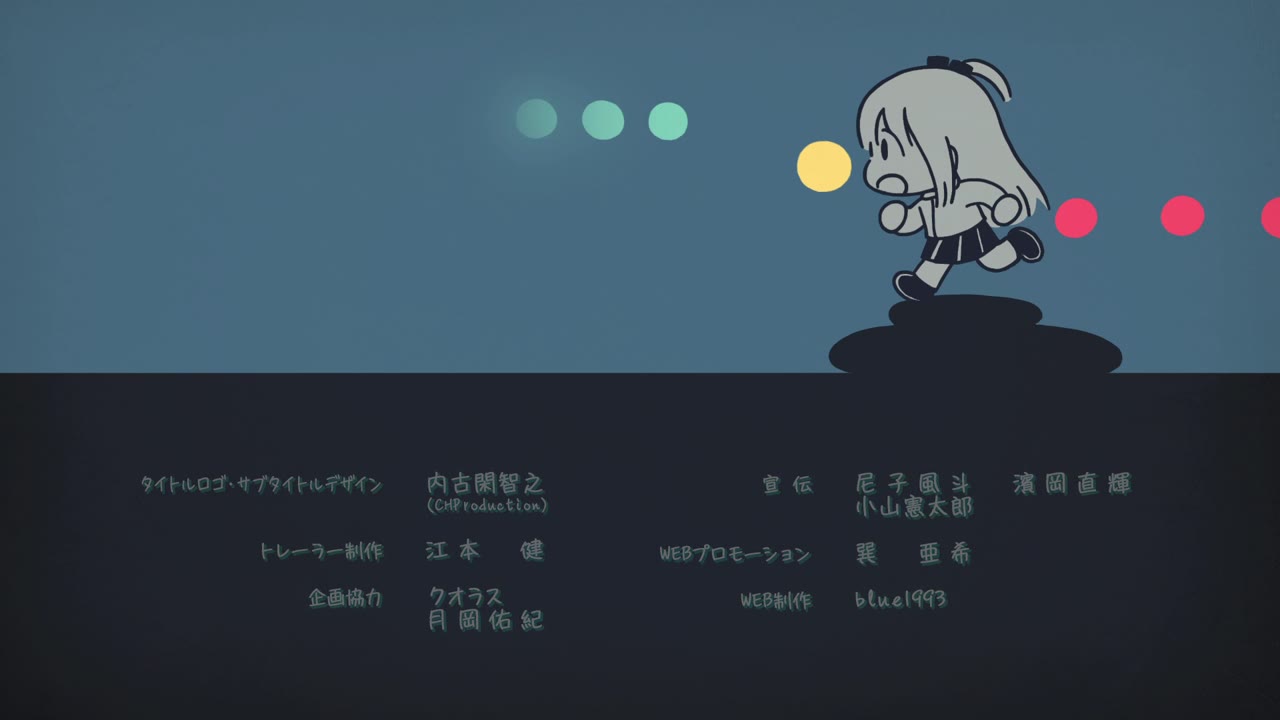 タイトルロゴ・サブタイトルデザイン 内古閑智之
(CHProduction)
トレーラー制作 江本 健
企画協力 クオラス
月岡佑紀
宣伝 尼子風斗 濱岡直輝
小山憲太郎
WEBプロモーション 巽 亜希
WEB制作 blue1993